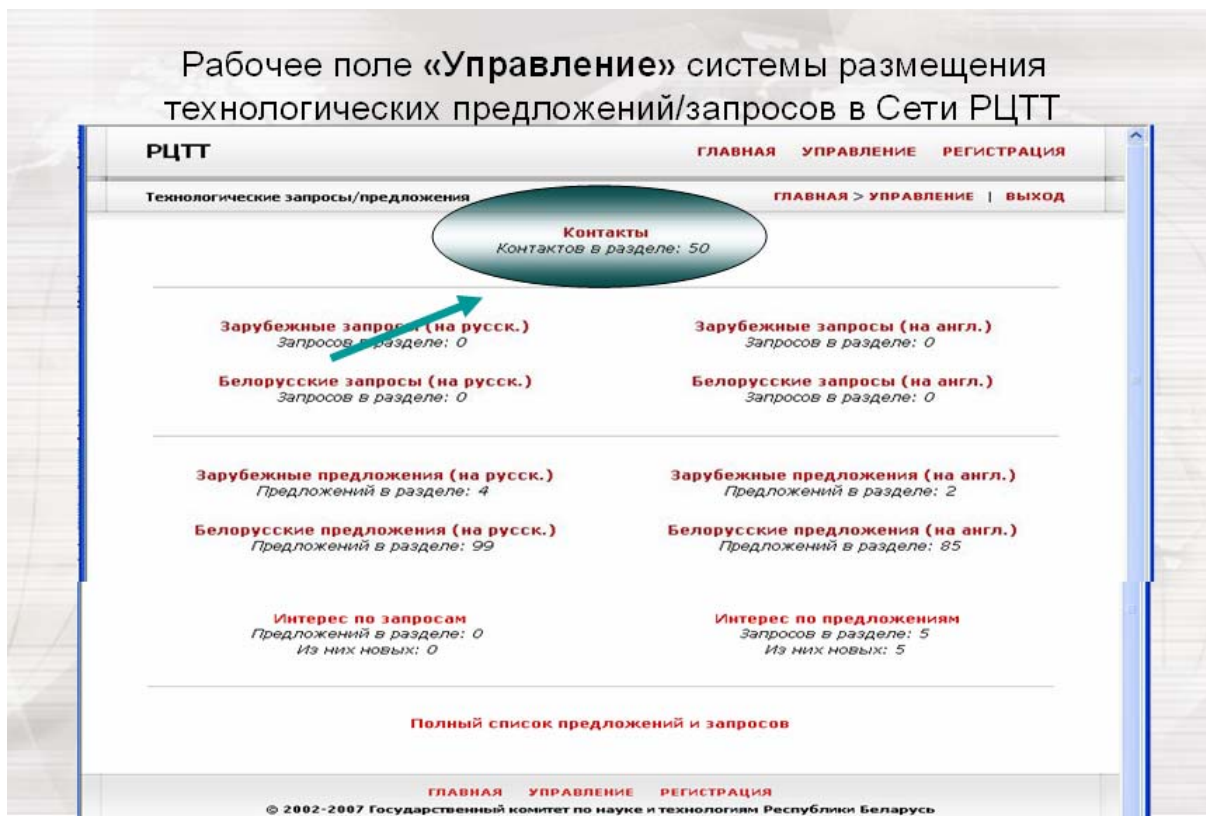 Рабочее поле «Управление» системы размещения
технологических предложений/запросов в Сети РЦТТ
РЦТТ ГЛАВНАЯ УПРАВЛЕНИЕ РЕГИСТРАЦИЯ
Технологические запросы/предложения ГЛАВНАЯ > УПРАВЛЕНИЕ | ВЫХОД
Контакты
Контактов в разделе: 50
Зарубежные запросы (на русск.) Зарубежные запросы (на англ.)
Запросов в разделе: 0 Запросов в разделе: 0
Белорусские запросы (на русск.) Белорусские запросы (на англ.)
Запросов в разделе: 0 Запросов в разделе: 0
Зарубежные предложения (на русск.) Зарубежные предложения (на англ.)
Предложений в разделе: 4 Предложений в разделе: 2
Белорусские предложения (на русск.) Белорусские предложения (на англ.)
Предложений в разделе: 99 Предложений в разделе: 85
Интерес по запросам Интерес по предложениям
Предложений в разделе: 0 Запросов в разделе: 5
Из них новых: 0 Из них новых: 5
Полный список предложений и запросов
ГЛАВНАЯ УПРАВЛЕНИЕ РЕГИСТРАЦИЯ
© 2002-2007 Государственный комитет по науке и технологиям Республики Беларусь